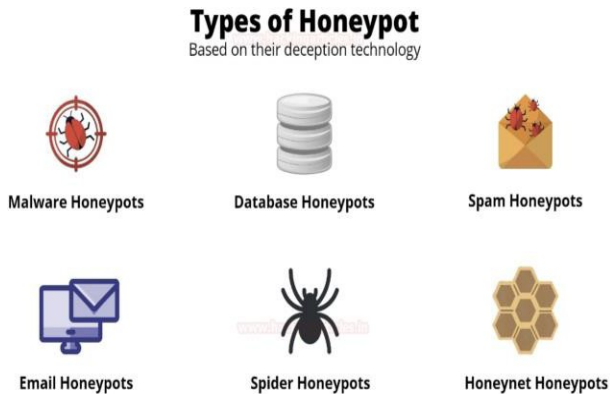 Types of Honeypot
Based on their deception technology
Malware Honeypots
Database Honeypots
Spam Honeypots
Email Honeypots
Spider Honeypots
Honeynet Honeypots